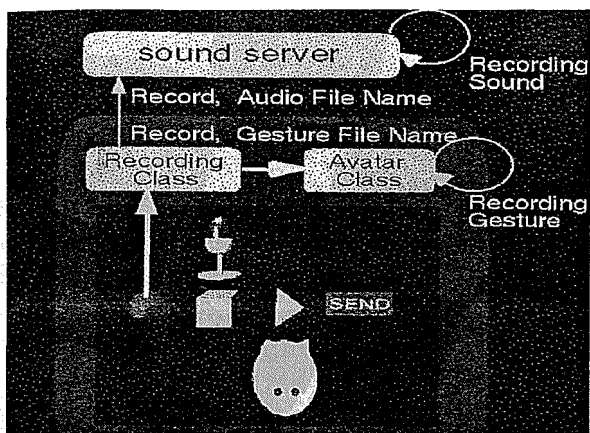 sound server
Recording
Sound
Record, Audio File Name
Record, Gesture File Name
Recording
Class
Avatar
Class
Recording
Gesture
SEND